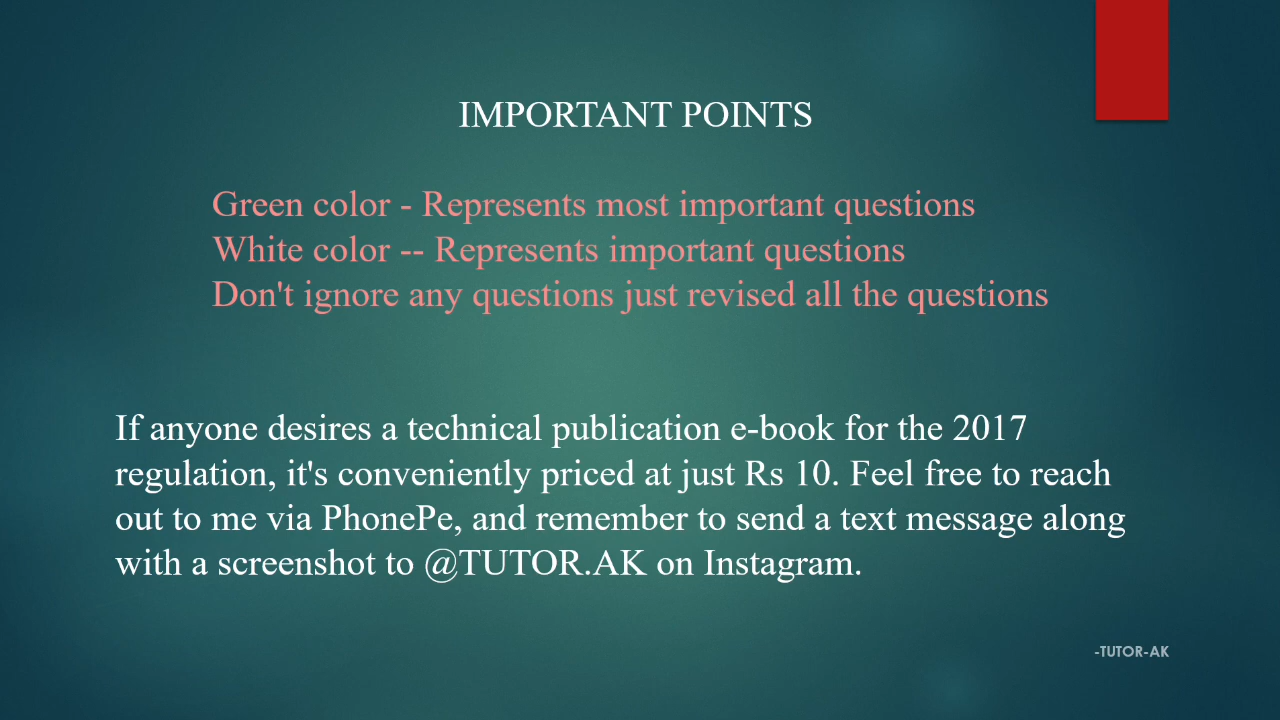 IMPORTANT POINTS
Green color - Represents most important questions
White color -- Represents important questions
Don't ignore any questions just revised all the questions
If anyone desires a technical publication e-book for the 2017
regulation, it's conveniently priced at just Rs 10. Feel free to reach
out to me via PhonePe, and remember to send a text message along
with a screenshot to @TUTOR.AK on Instagram.
-TUTOR-AK